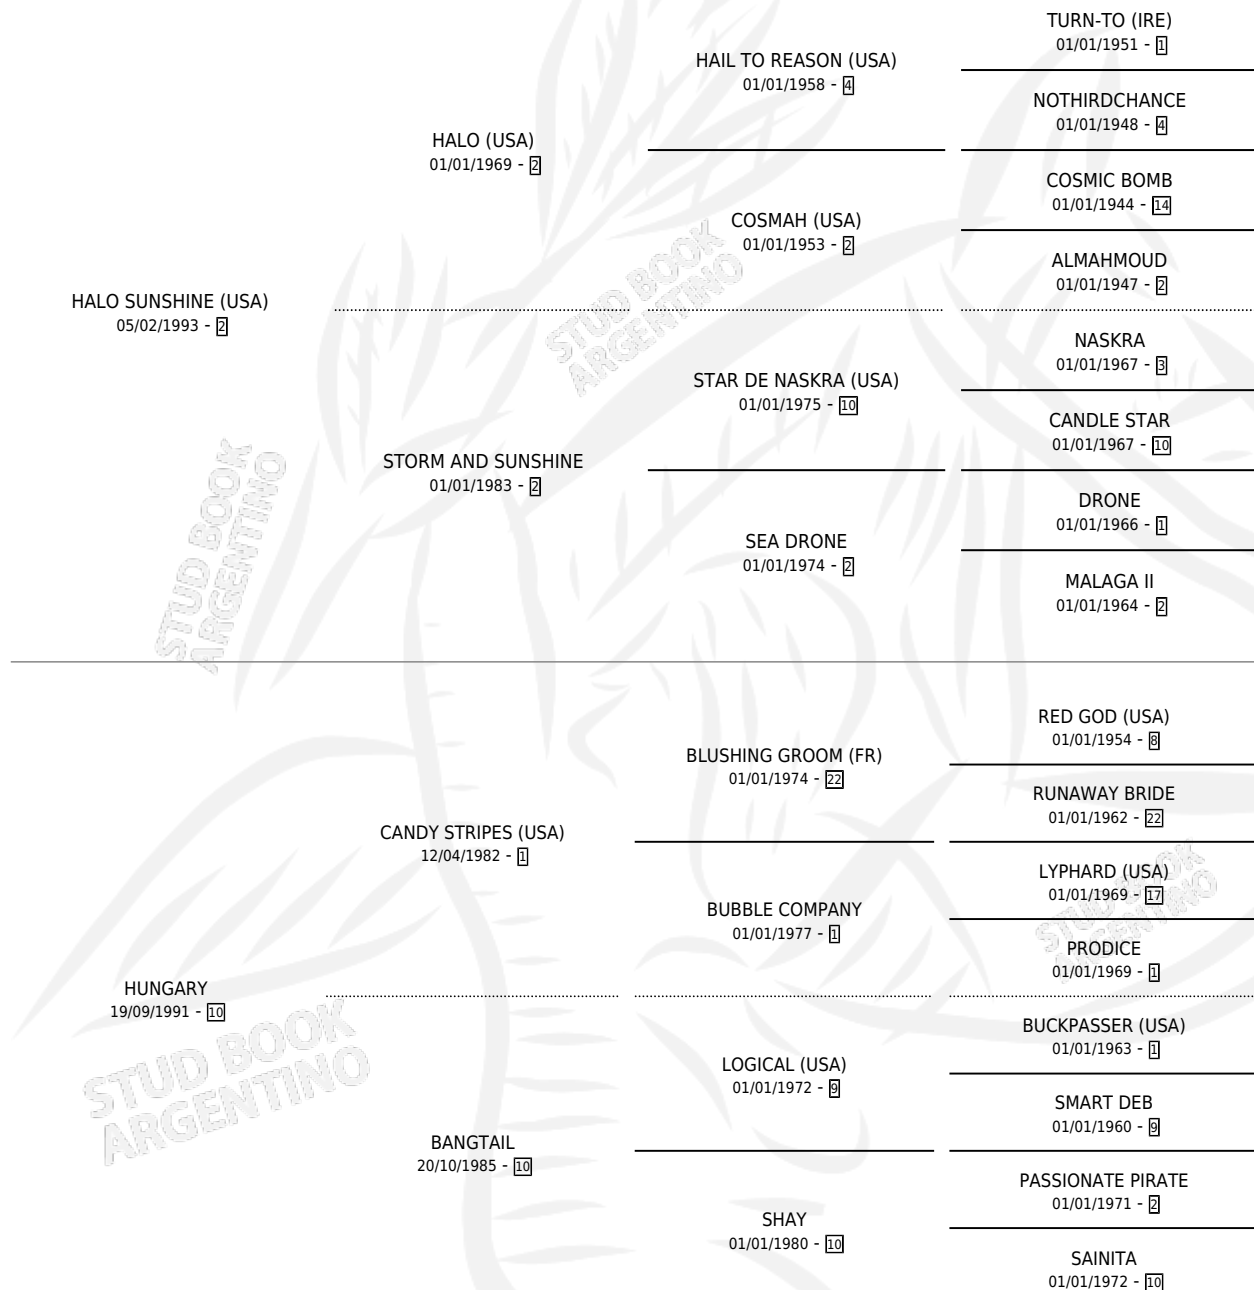 TURN-TO (IRE)
01/01/1951 - 1
HAIL TO REASON (USA)
01/01/1958 - 4
NOTHIRDCHANCE
01/01/1948 - 4
HALO (USA)
01/01/1969 - 2
COSMIC BOMB
01/01/1944 - 14
COSMAH (USA)
01/01/1953 - 2
ALMAHMOUD
01/01/1947 - 2
HALO SUNSHINE (USA)
05/02/1993 - 2
NASKRA
01/01/1967 - 3
STAR DE NASKRA (USA)
01/01/1975 - 10
CANDLE STAR
01/01/1967 - 10
STORM AND SUNSHINE
01/01/1983 - 2
DRONE
01/01/1966 - 1
SEA DRONE
01/01/1974 - 2
MALAGA II
01/01/1964 - 2
RED GOD (USA)
01/01/1954 - 8
BLUSHING GROOM (FR)
01/01/1974 - 22
RUNAWAY BRIDE
01/01/1962 - 22
CANDY STRIPES (USA)
12/04/1982 - 1
LYPHARD (USA)
01/01/1969 - 17
BUBBLE COMPANY
01/01/1977 - 1
PRODICE
01/01/1969 - 1
HUNGARY
19/09/1991 - 10
BUCKPASSER (USA)
01/01/1963 - 1
LOGICAL (USA)
01/01/1972 - 9
SMART DEB
01/01/1960 - 9
BANGTAIL
20/10/1985 - 10
PASSIONATE PIRATE
01/01/1971 - 2
SHAY
01/01/1980 - 10
SAINITA
01/01/1972 - 10
STUD BOOK
ARGENTINO
STUD BOOK
ARGENTINO
STUD BOOK
ARGENTINO
STUD BOOK
ARGENTINO